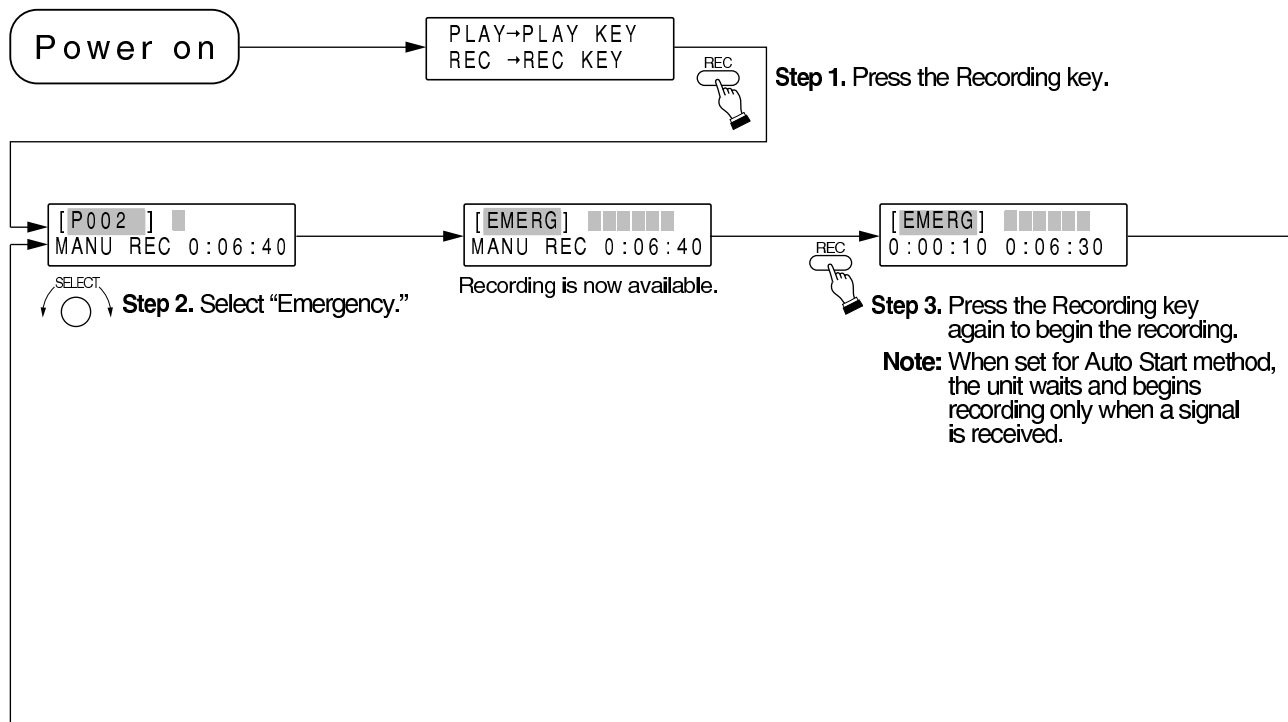 Power on
PLAY→PLAY KEY
REC →REC KEY
REC
Step 1. Press the Recording key.
[P002 ]
MANU REC 0:06:40
SELECT
Step 2. Select “Emergency.”
[EMERG]
MANU REC 0:06:40
Recording is now available.
REC
[EMERG]
0:00:10 0:06:30
Step 3. Press the Recording key
again to begin the recording.
Note: When set for Auto Start method,
the unit waits and begins
recording only when a signal
is received.